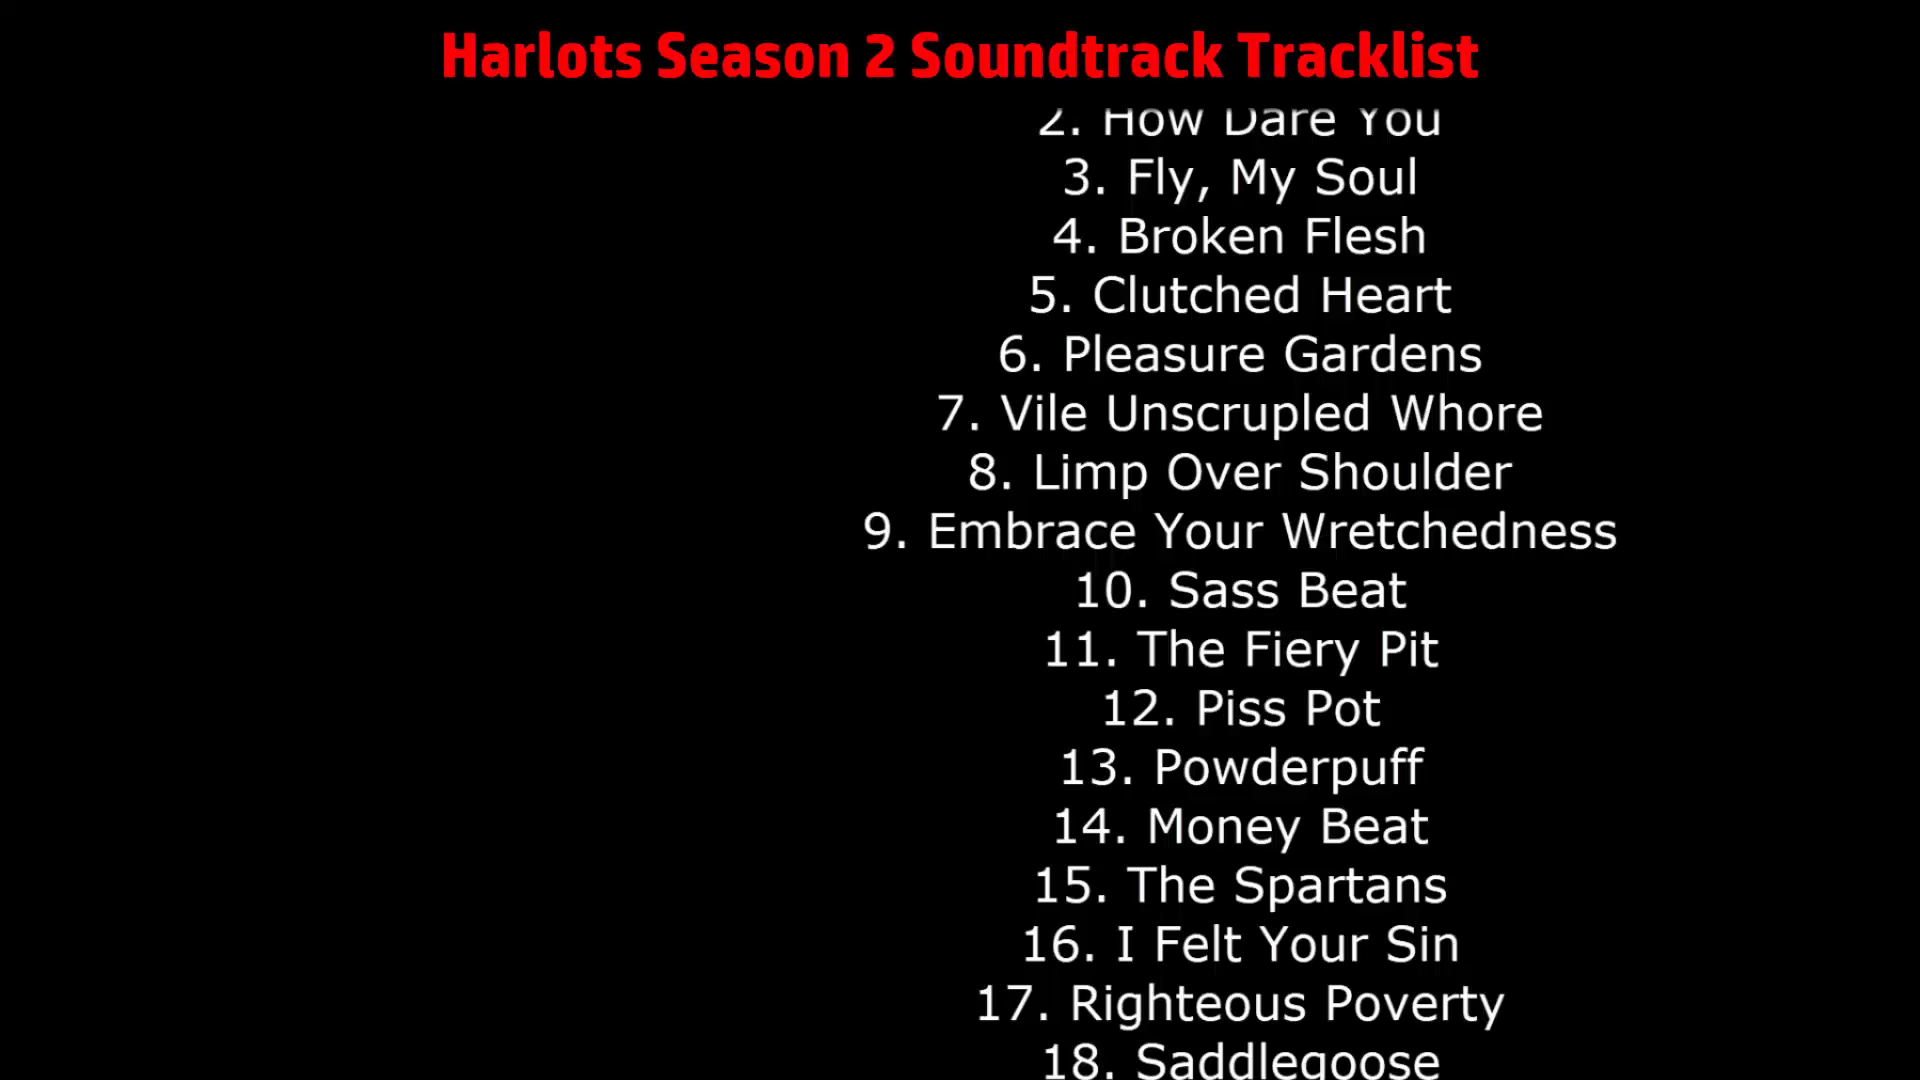 Harlots Season 2 Soundtrack Tracklist
2. How Dare You
3. Fly, My Soul
4. Broken Flesh
5. Clutched Heart
6. Pleasure Gardens
7. Vile Unscrupled Whore
8. Limp Over Shoulder
9. Embrace Your Wretchedness
10. Sass Beat
11. The Fiery Pit
12. Piss Pot
13. Powderpuff
14. Money Beat
15. The Spartans
16. I Felt Your Sin
17. Righteous Poverty
18. Saddlegoose